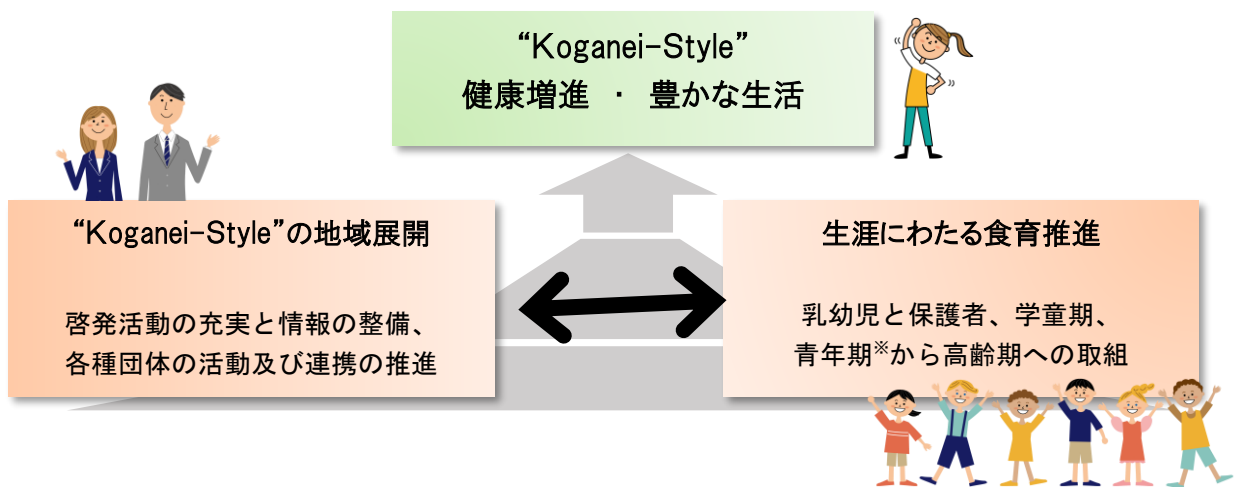 “Koganei-Style”
健康増進 ・ 豊かな生活
“Koganei-Style”の地域展開
啓発活動の充実と情報の整備、
各種団体の活動及び連携の推進
生涯にわたる食育推進
乳幼児と保護者、学童期、
青年期※から高齢期への取組